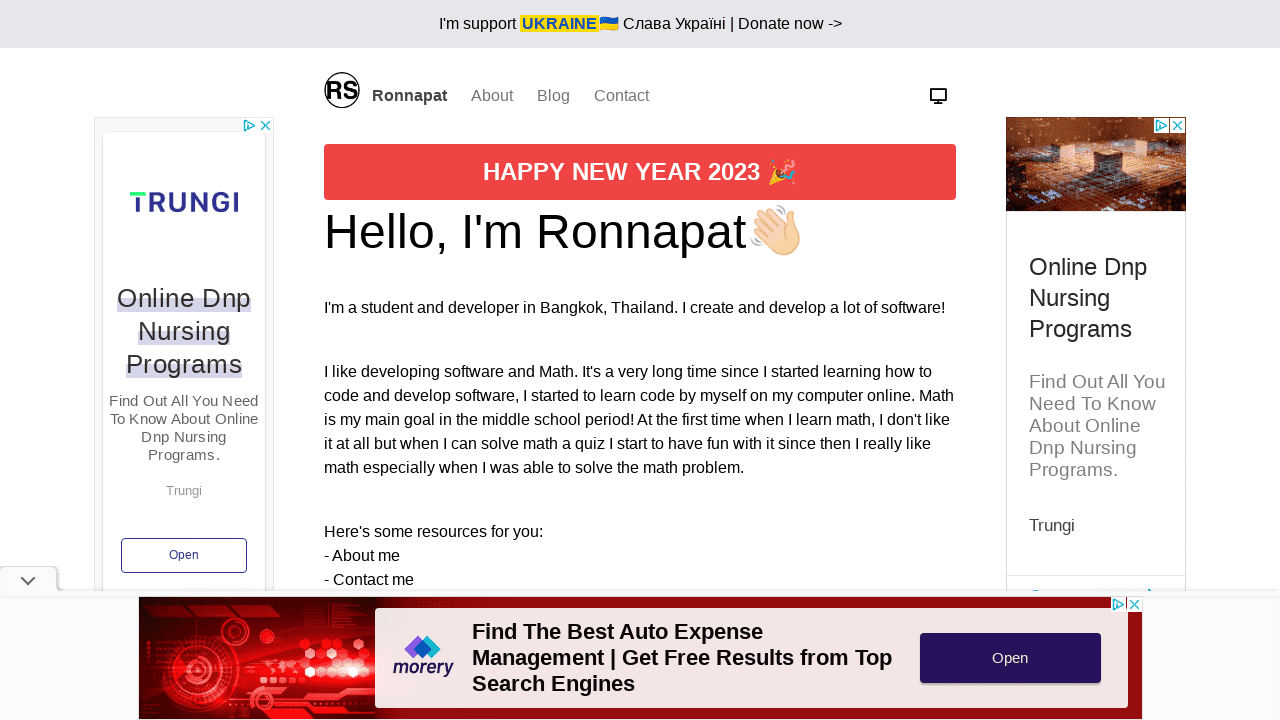 I'm support UKRAINE🇺🇦 Слава Україні | Donate now ->
RS
Ronnapat About Blog Contact
HAPPY NEW YEAR 2023 🎉
Hello, I'm Ronnapat👋🏻
I'm a student and developer in Bangkok, Thailand. I create and develop a lot of software!
I like developing software and Math. It's a very long time since I started learning how to
code and develop software, I started to learn code by myself on my computer online. Math
is my main goal in the middle school period! At the first time when I learn math, I don't like
it at all but when I can solve math a quiz I start to have fun with it since then I really like
math especially when I was able to solve the math problem.
Here's some resources for you:
- About me
- Contact me
TRUNGI
Online Dnp
Nursing
Programs
Find Out All You Need
To Know About Online
Dnp Nursing
Programs.
Trungi
Open
Online Dnp
Nursing
Programs
Find Out All You
Need To Know
About Online
Dnp Nursing
Programs.
Trungi
morery
Find The Best Auto Expense
Management | Get Free Results from Top
Search Engines
Open